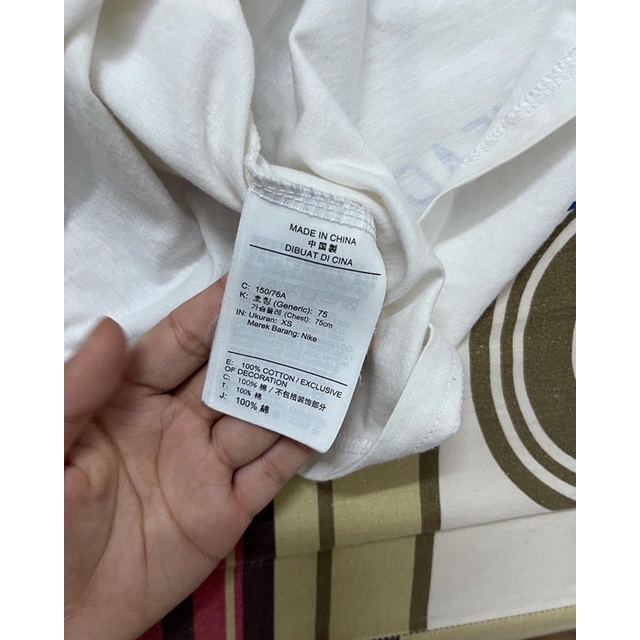 MADE IN CHINA
中国製
DIBUAT DI CINA
C: 150/76A
K: 호칭 (Generic): 75
가슴둘레 (Chest): 75cm
IN: Ukuran: XS
Merek Barang: Nike
E: 100% COTTON / EXCLUSIVE
OF DECORATION
C: 100% 棉 / 不包括装饰部分
T: 100% 棉
J: 100% 綿